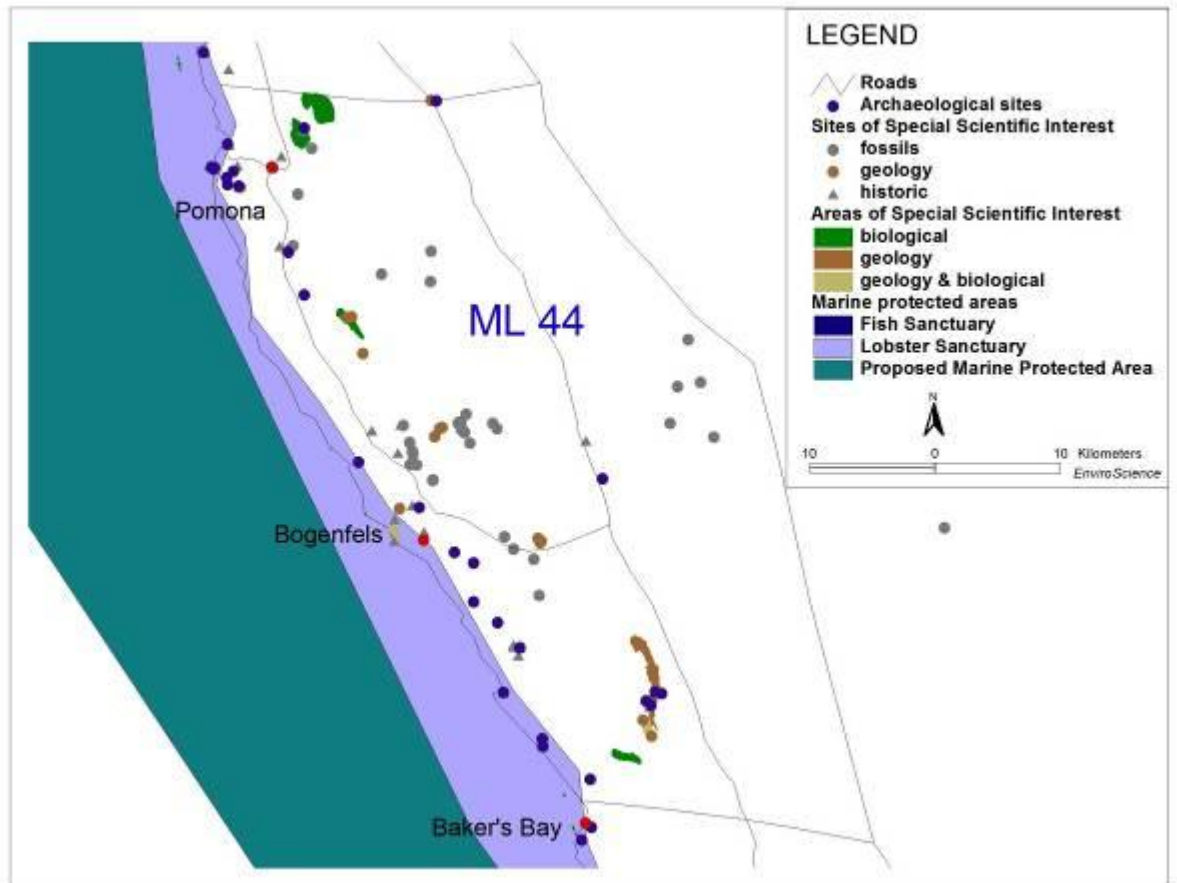 LEGEND
Roads
Archaeological sites
Sites of Special Scientific Interest
fossils
geology
historic
Areas of Special Scientific Interest
biological
geology
geology & biological
Marine protected areas
Fish Sanctuary
Lobster Sanctuary
Proposed Marine Protected Area
N
10 0 10 Kilometers
EnviroScience
Pomona
ML 44
Bogenfels
Baker's Bay